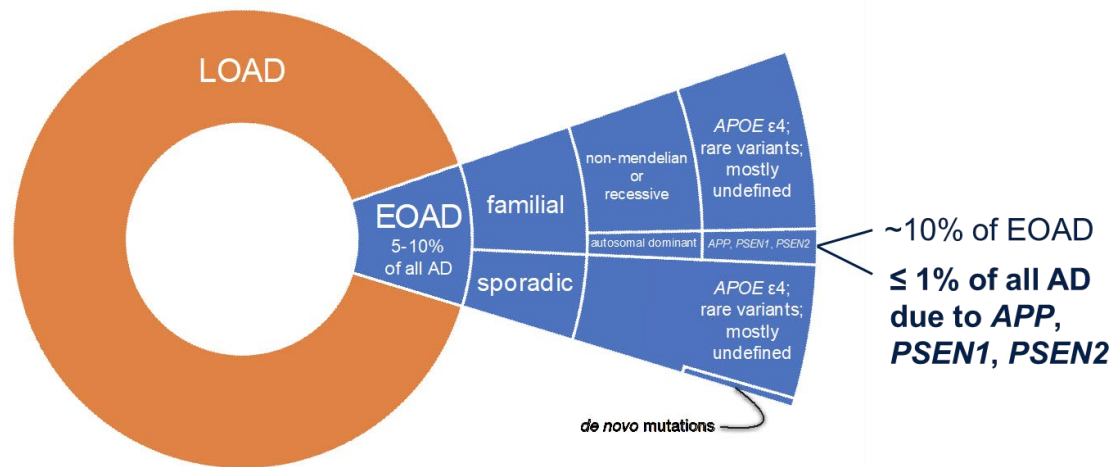 LOAD
EOAD
5-10%
of all AD
familial
sporadic
non-mendelian
or
recessive
autosomal dominant
APOE ε4;
rare variants;
mostly
undefined
APP, PSEN1, PSEN2
APOE ε4;
rare variants;
mostly
undefined
de novo mutations
~10% of EOAD
≤ 1% of all AD
due to APP,
PSEN1, PSEN2